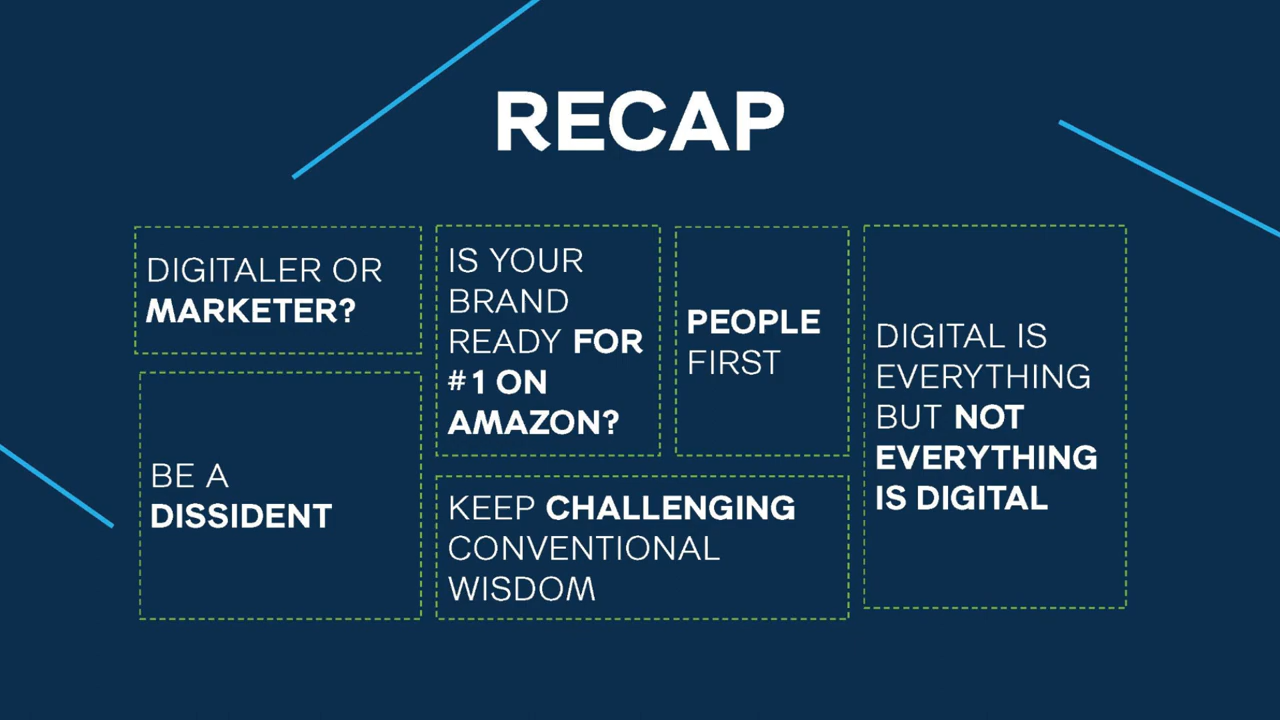 RECAP
DIGITALER OR
MARKETER?
BE A
DISSIDENT
IS YOUR
BRAND
READY FOR
#1 ON
AMAZON?
PEOPLE
FIRST
KEEP CHALLENGING
CONVENTIONAL
WISDOM
DIGITAL IS
EVERYTHING
BUT NOT
EVERYTHING
IS DIGITAL